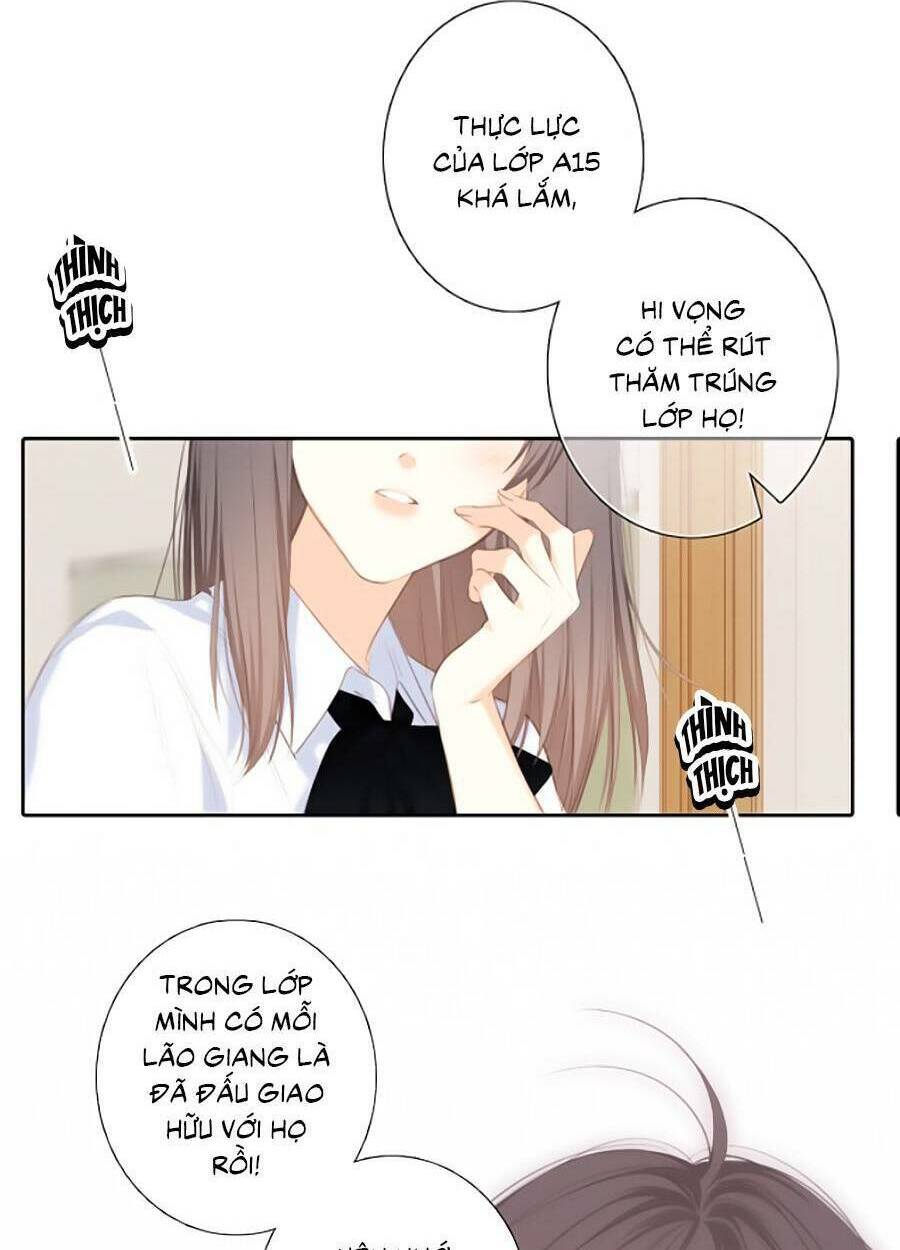 THỰC LỰC
CỦA LỚP A15
KHÁ LẮM,
HI VỌNG
CÓ THỂ RÚT
THĂM TRÚNG
LỚP HỌ!
THÌNH
THỊCH
THÌNH
THỊCH
TRONG LỚP
MÌNH CÓ MỖI
LÃO GIANG LÀ
ĐÃ ĐẤU GIAO
HỮU VỚI HỌ
RỒI!